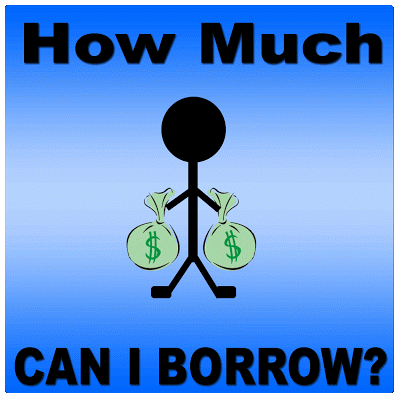 How Much
$ $
CAN I BORROW?